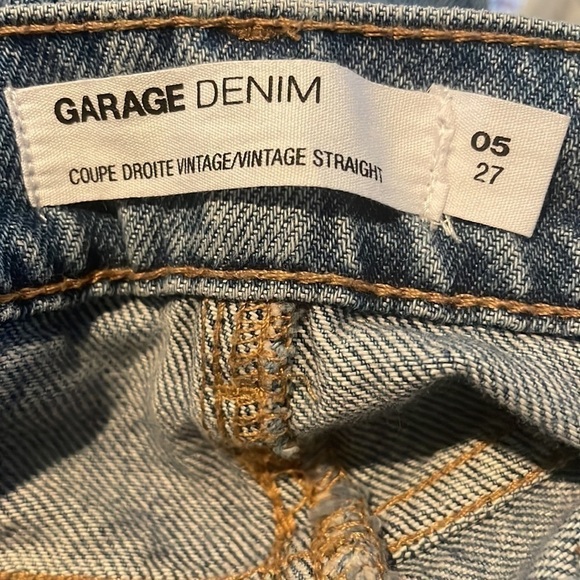 GARAGE DENIM
COUPE DROITE VINTAGE/VINTAGE STRAIGHT
05
27